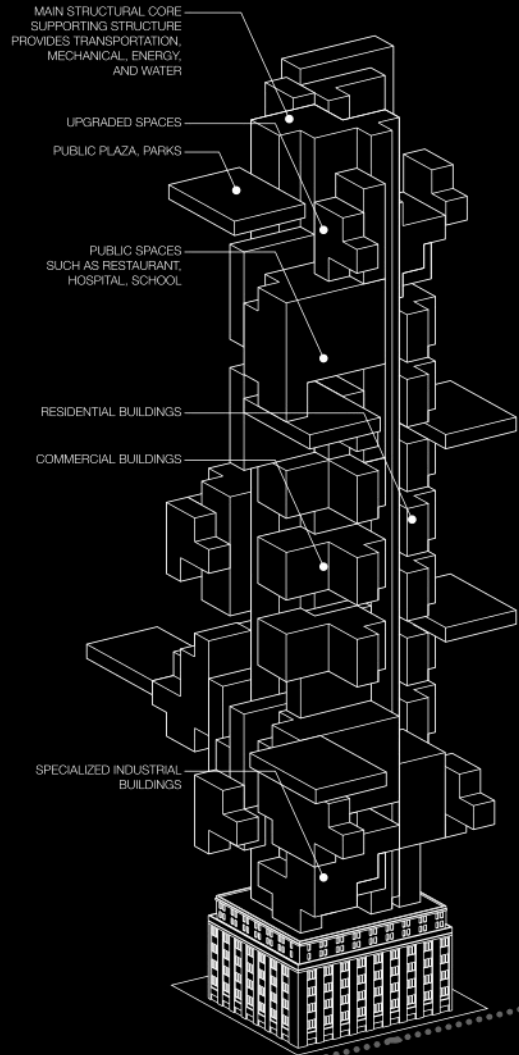 MAIN STRUCTURAL CORE
SUPPORTING STRUCTURE
PROVIDES TRANSPORTATION,
MECHANICAL, ENERGY,
AND WATER
UPGRADED SPACES
PUBLIC PLAZA, PARKS
PUBLIC SPACES
SUCH AS RESTAURANT,
HOSPITAL, SCHOOL
RESIDENTIAL BUILDINGS
COMMERCIAL BUILDINGS
SPECIALIZED INDUSTRIAL
BUILDINGS